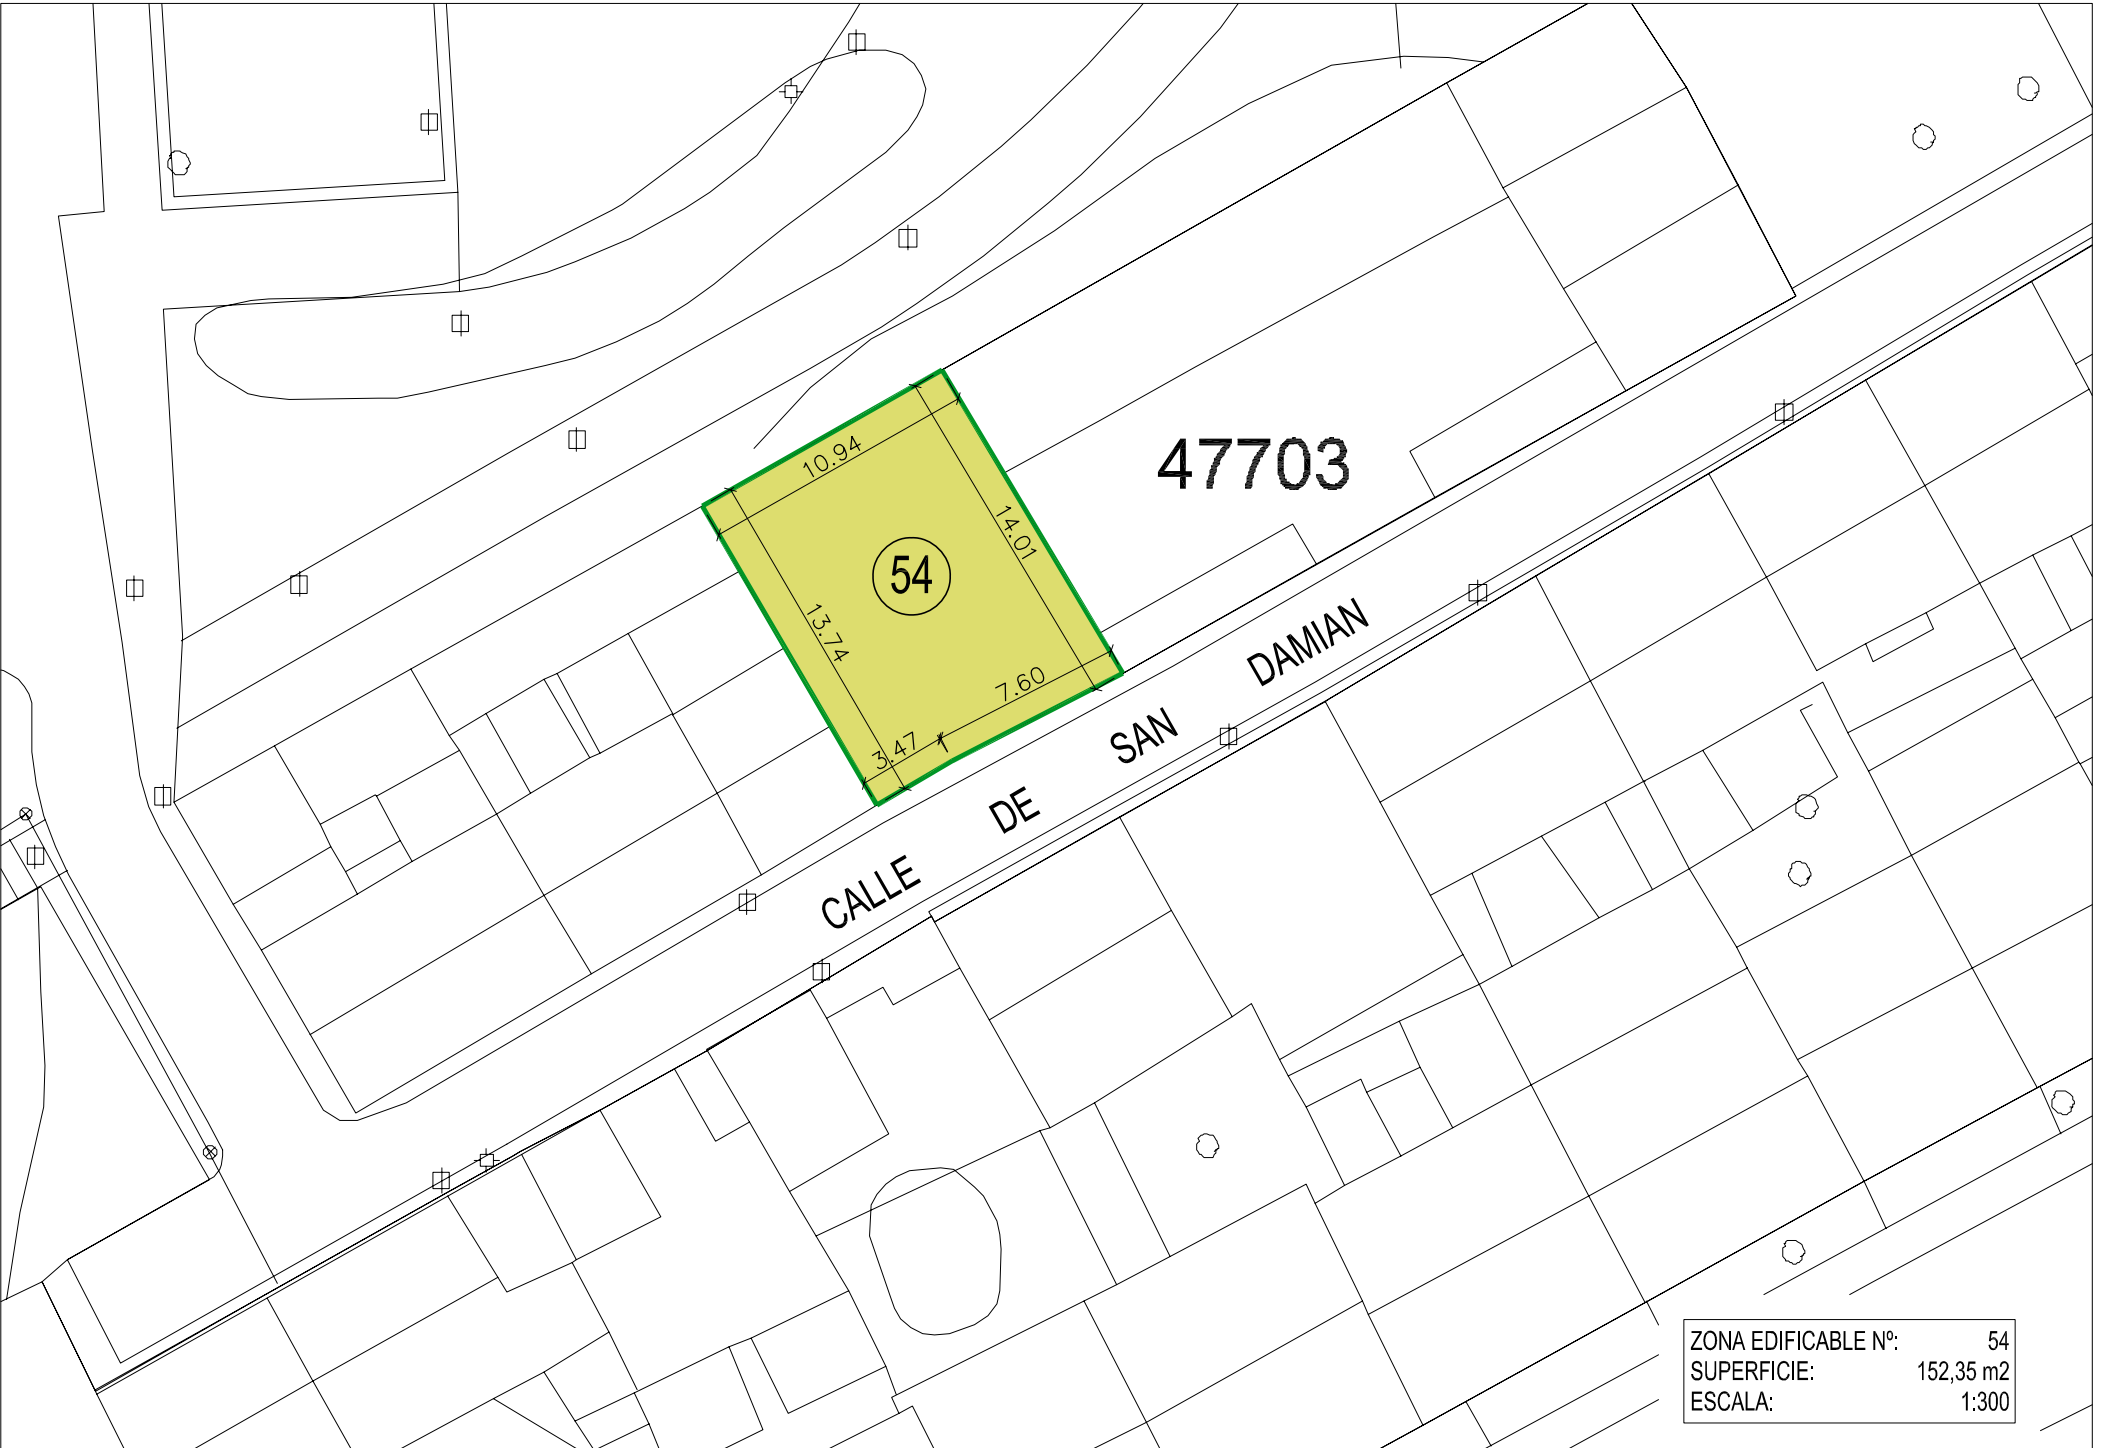 10.94
47703
14.01
54
13.74
7.60
3.47
CALLE DE SAN DAMIAN
ZONA EDIFICABLE Nº: 54
SUPERFICIE: 152,35 m2
ESCALA: 1:300